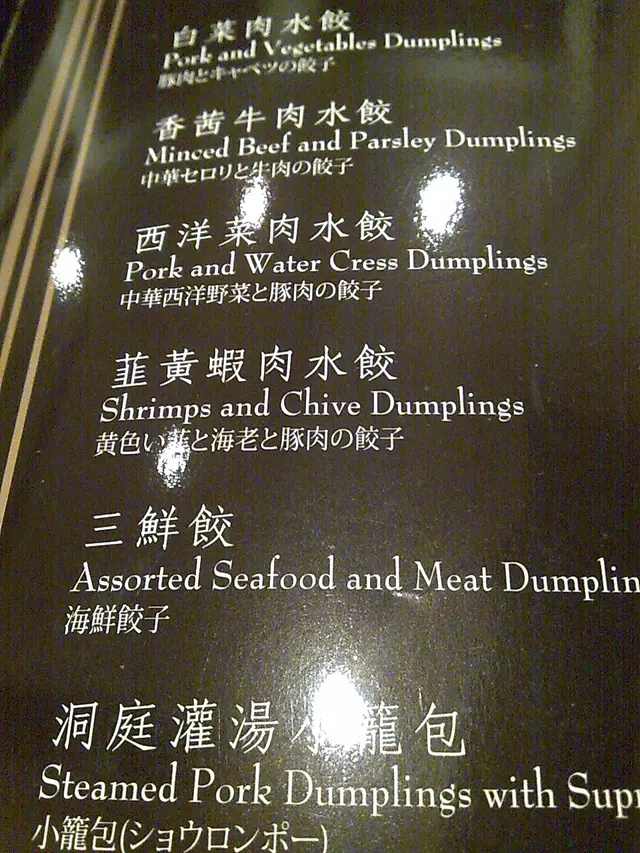 白菜肉水餃
Pork and Vegetables Dumplings
豚肉とキャベツの餃子
香茜牛肉水餃
Minced Beef and Parsley Dumplings
中華セロリと牛肉の餃子
西洋菜肉水餃
Pork and Water Cress Dumplings
中華西洋野菜と豚肉の餃子
韮黃蝦肉水餃
Shrimps and Chive Dumplings
黄色い韮と海老と豚肉の餃子
三鮮餃
Assorted Seafood and Meat Dumplin
海鮮餃子
洞庭灌湯小籠包
Steamed Pork Dumplings with Sup
小籠包(ショウロンポー)